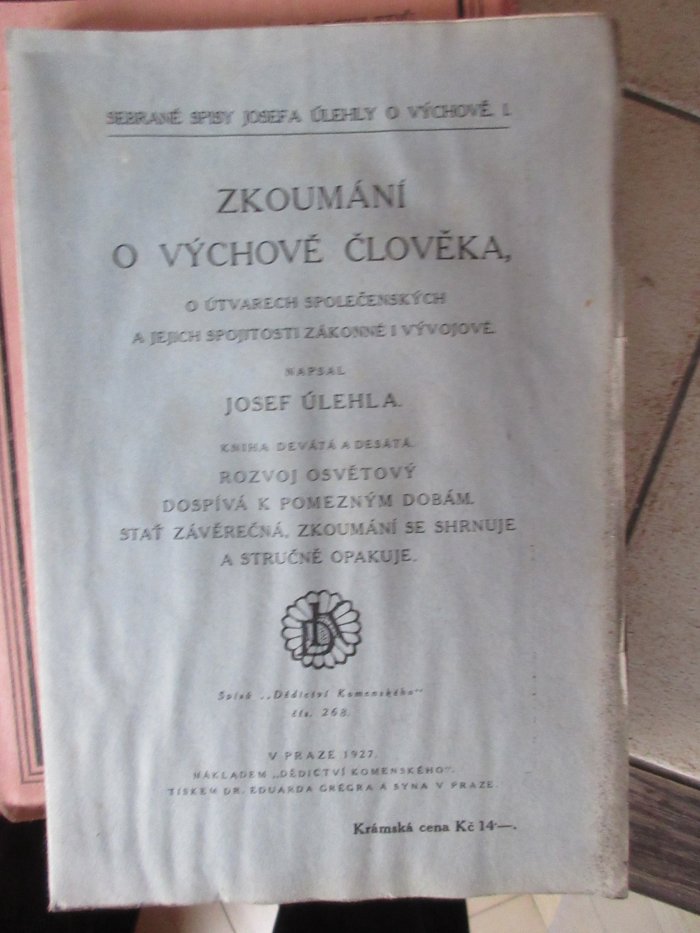 SEBRANÉ SPISY JOSEFA ÚLEHLY O VÝCHOVĚ. I.
ZKOUMÁNÍ
O VÝCHOVĚ ČLOVĚKA,
O ÚTVARECH SPOLEČENSKÝCH
A JEJICH SPOJITOSTI ZÁKONNÉ I VÝVOJOVÉ.
NAPSAL
JOSEF ÚLEHLA.
KNIHA DEVÁTÁ A DESÁTÁ.
ROZVOJ OSVĚTOVÝ
DOSPÍVÁ K POMEZNÝM DOBÁM.
STAŤ ZÁVĚREČNÁ, ZKOUMÁNÍ SE SHRNUJE
A STRUČNĚ OPAKUJE.
DK
Spisů „Dědictví Komenského“
čís. 268.
V PRAZE 1927.
NÁKLADEM „DĚDICTVÍ KOMENSKÉHO“.
TISKEM DR. EDUARDA GRÉGRA A SYNA V PRAZE.
Krámská cena Kč 14·—.